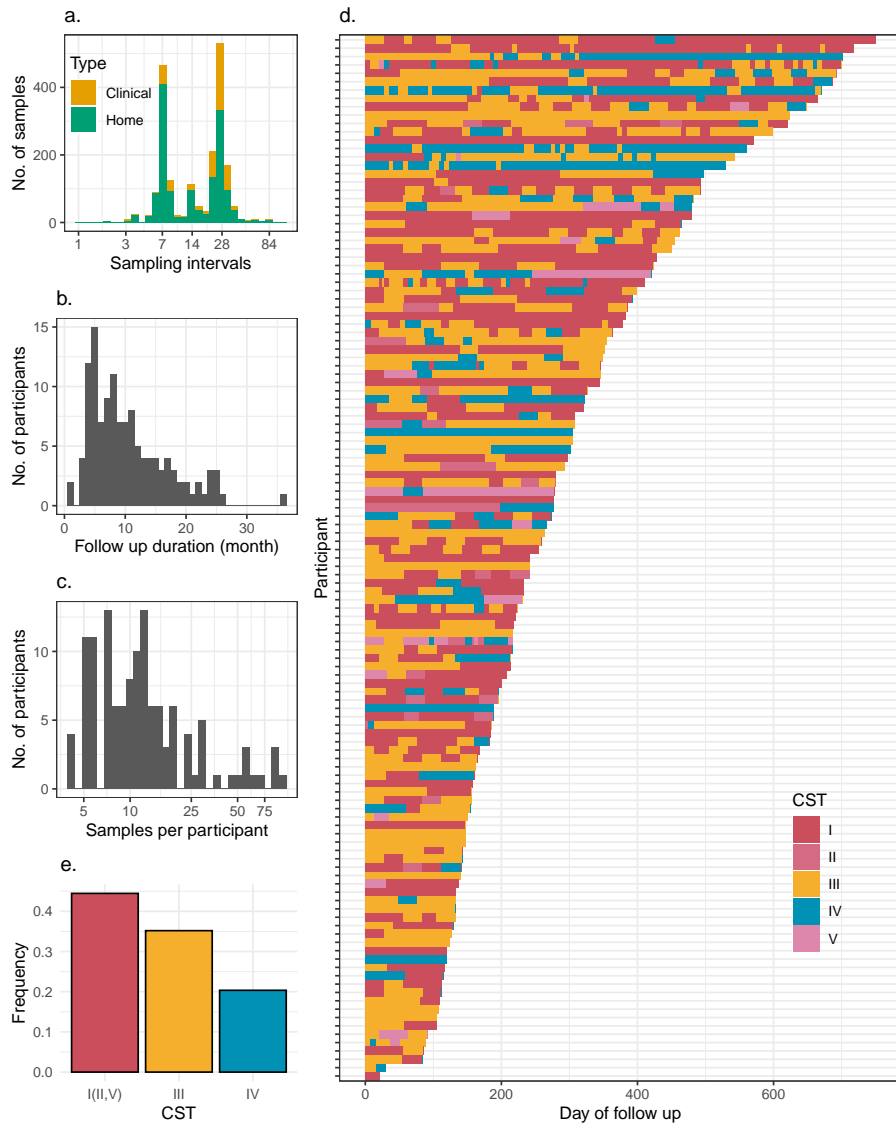 a.
No. of samples
400
200
0
Type
Clinical
Home
1
3
7
14
28
84
Sampling intervals
b.
No. of participants
15
10
5
0
0
10
20
30
Follow up duration (month)
c.
No. of participants
10
5
0
5
10
25
50
75
Samples per participant
e.
Frequency
0.4
0.3
0.2
0.1
0.0
I(II,V)
III
IV
CST
d.
Participant
CST
I
II
III
IV
V
0
200
400
600
Day of follow up